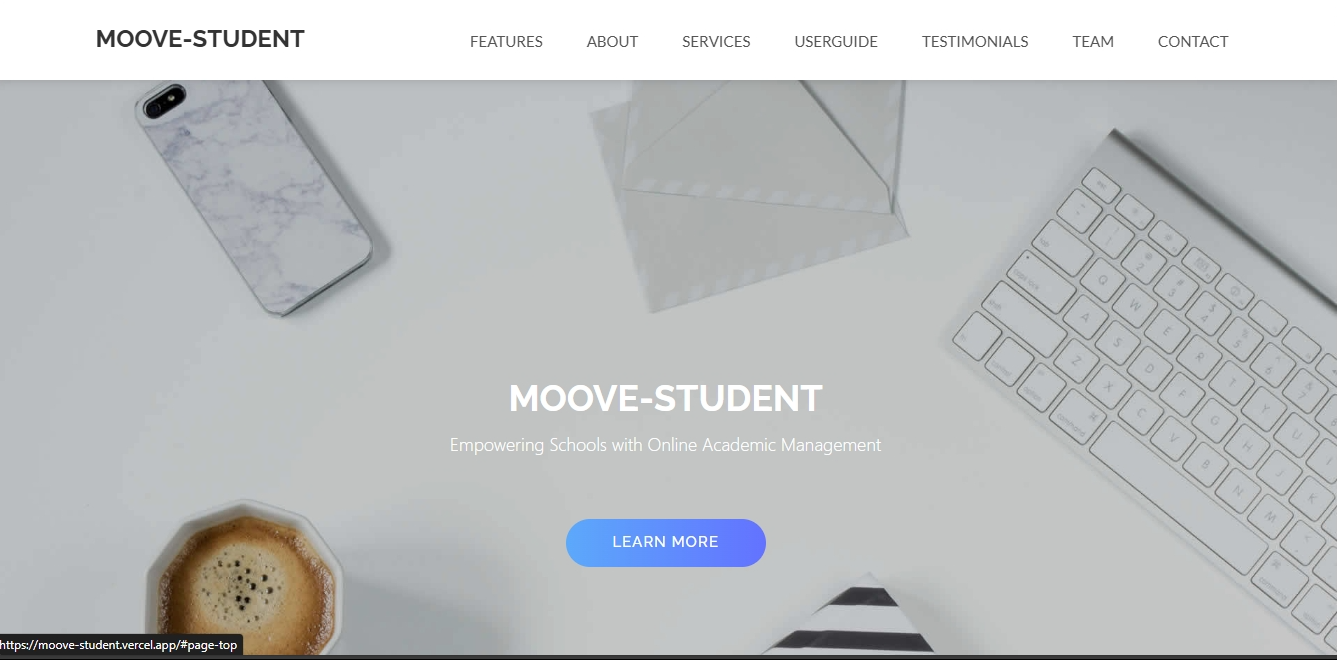 MOOVE-STUDENT
FEATURES ABOUT SERVICES USERGUIDE TESTIMONIALS TEAM CONTACT
MOOVE-STUDENT
Empowering Schools with Online Academic Management
LEARN MORE
https://moove-student.vercel.app/#page-top